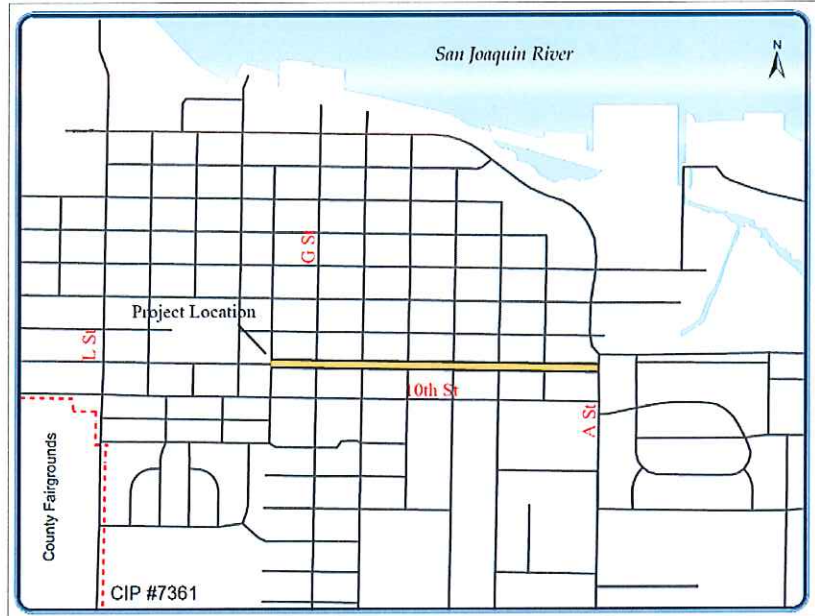 San Joaquin River
N
G St
Project Location
L St
10th St
A St
County Fairgrounds
CIP #7361